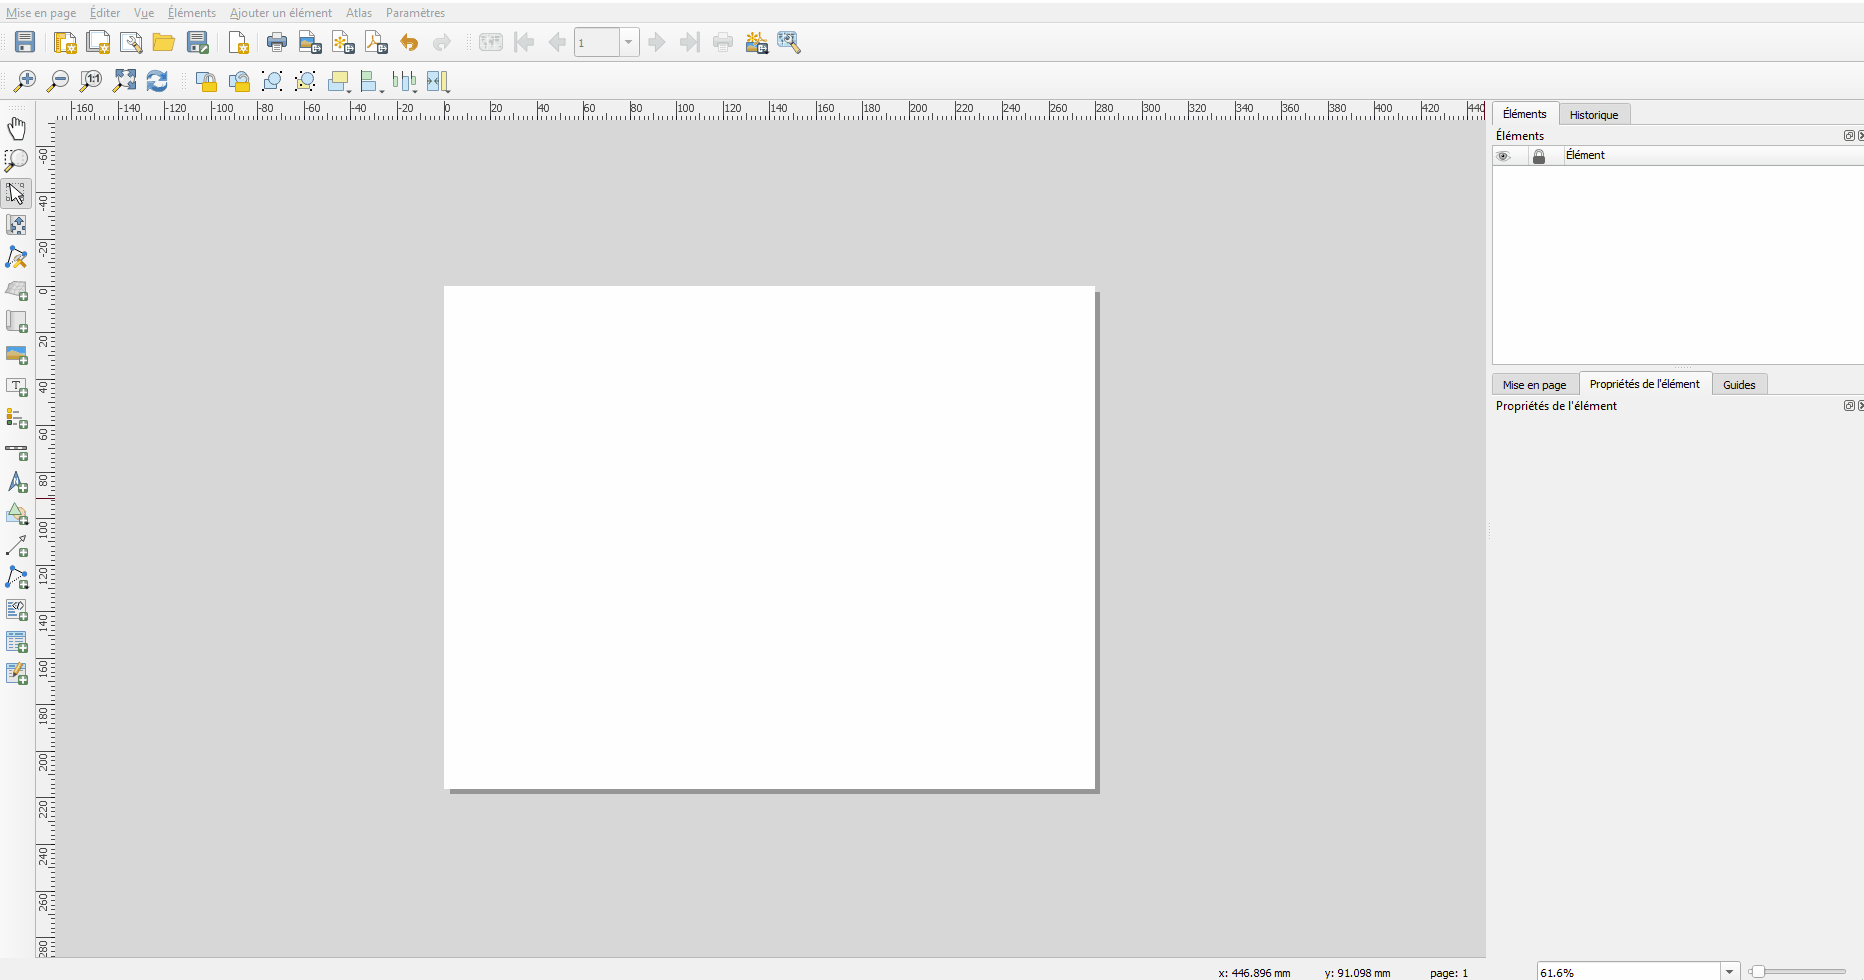 Mise en page Éditer Vue Éléments Ajouter un élément Atlas Paramètres
1
1:1
-160 -140 -120 -100 -80 -60 -40 -20 0 20 40 60 80 100 120 140 160 180 200 220 240 260 280 300 320 340 360 380 400 420 440
-60
-40
-20
0
20
40
60
80
100
120
140
160
180
200
220
240
260
280
T
Éléments Historique
Éléments
Élément
Mise en page Propriétés de l'élément Guides
Propriétés de l'élément
x: 446.896 mm y: 91.098 mm page: 1 61.6%